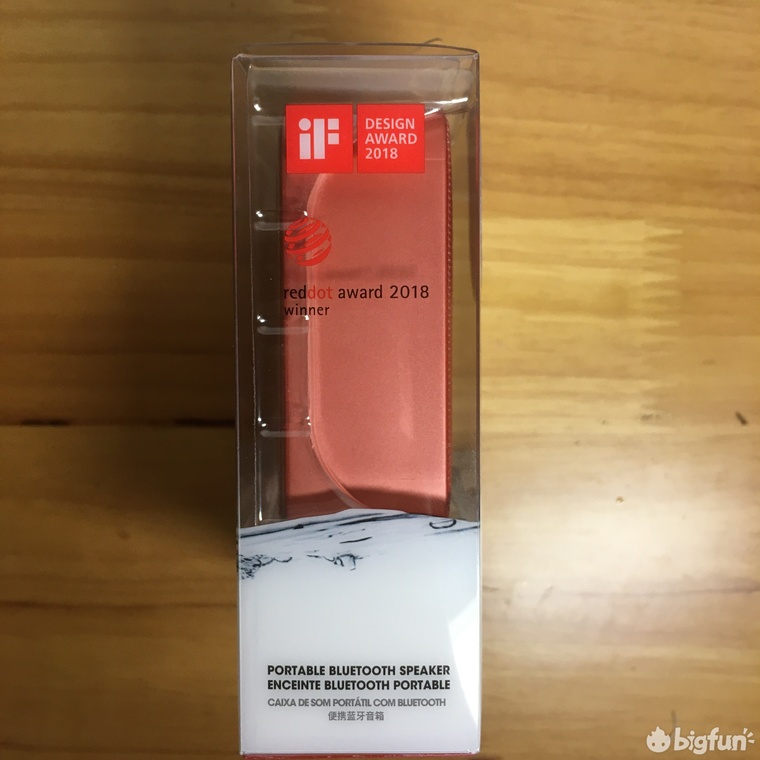 iF
DESIGN
AWARD
2018
reddot award 2018
winner
PORTABLE BLUETOOTH SPEAKER
ENCEINTE BLUETOOTH PORTABLE
CAIXA DE SOM PORTÁTIL COM BLUETOOTH
便携蓝牙音箱
bigfun